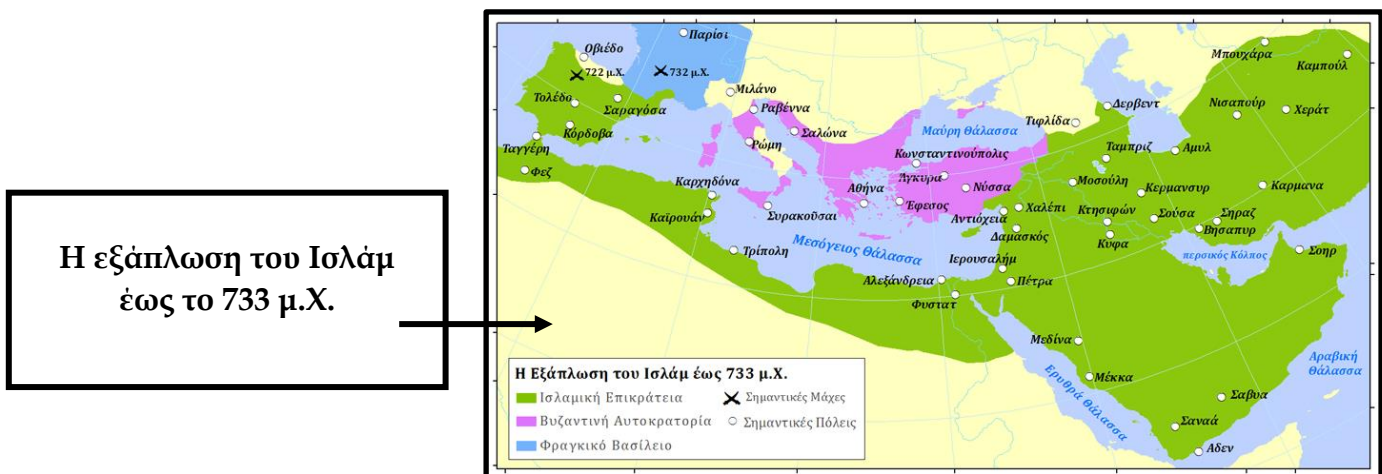 Η εξάπλωση του Ισλάμ
έως το 733 μ.Χ.
Παρίσι
Οβιέδο
722 μ.Χ.
732 μ.Χ.
Μπουχάρα
Καμπούλ
Μιλάνο
Τολέδο
Σαραγόσα
Ραβέννα
Δερβεντ
Νισαπούρ
Χεράτ
Κόρδοβα
Σαλώνα
Μαύρη Θάλασσα
Τιφλίδα
Ταγγέρη
Ρώμη
Κωνσταντινούπολις
Ταμπριζ
Αμυλ
Φεζ
Άγκυρα
Καρχηδόνα
Αθήνα
Νύσσα
Μοσούλη
Κερμανσυρ
Καρμανα
Καϊρουάν
Συρακοῦσαι
Έφεσος
Αντιόχεια
Χαλέπι
Κτησιφών
Σούσα
Σηραζ
Βησαπυρ
Μεσόγειος Θάλασσα
Δαμασκός
Κυφα
Τρίπολη
Ιερουσαλήμ
περσικός Κόλπος
Σοηρ
Αλεξάνδρεια
Πέτρα
Φυστατ
Μεδίνα
Αραβική
Θάλασσα
Μέκκα
Ερυθρά Θάλασσα
Σαβυα
Σαναά
Αδεν
Η Εξάπλωση του Ισλάμ έως 733 μ.Χ.
Ισλαμική Επικράτεια
Σημαντικές Μάχες
Βυζαντινή Αυτοκρατορία
Σημαντικές Πόλεις
Φραγκικό Βασίλειο